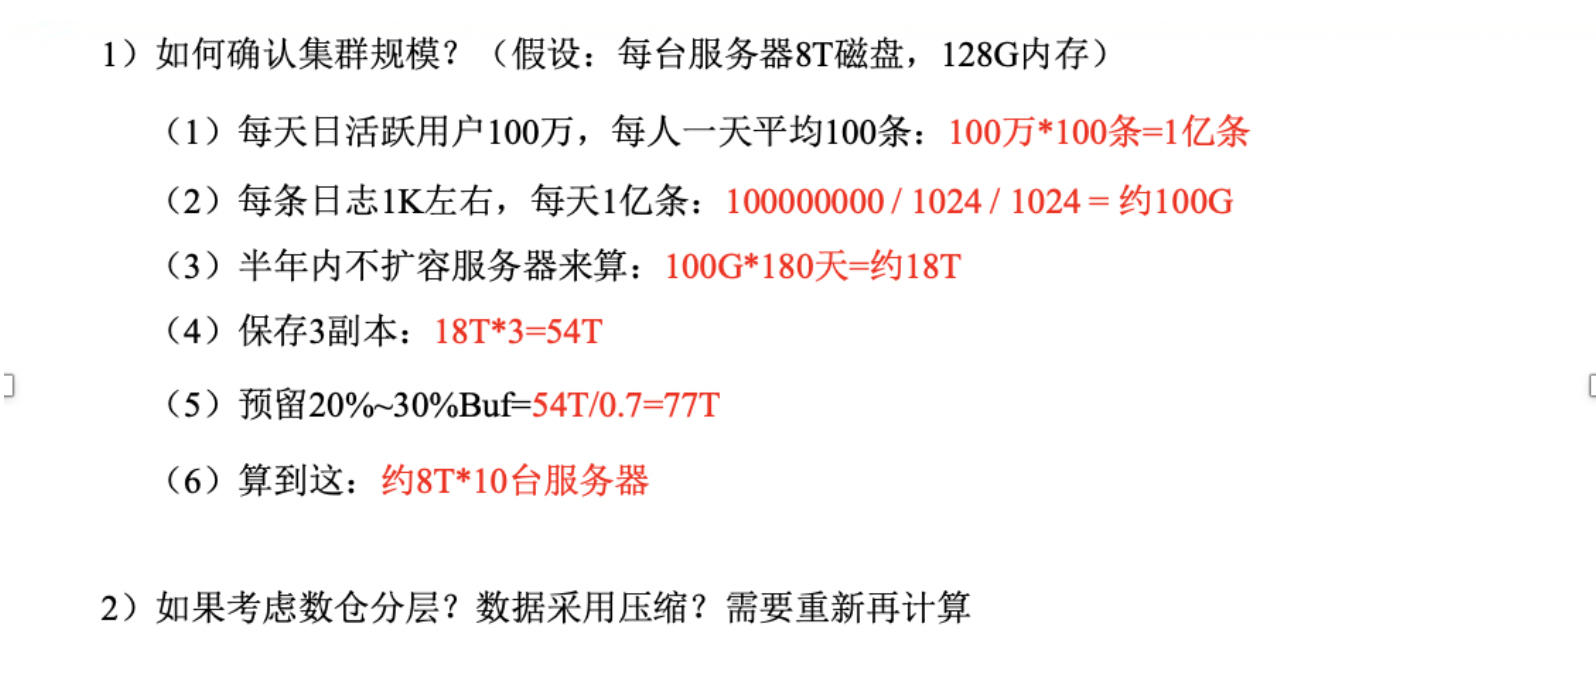 1）如何确认集群规模？（假设：每台服务器8T磁盘，128G内存）
（1）每天日活跃用户100万，每人一天平均100条：100万*100条=1亿条
（2）每条日志1K左右，每天1亿条：100000000 / 1024 / 1024 = 约100G
（3）半年内不扩容服务器来算：100G*180天=约18T
（4）保存3副本：18T*3=54T
（5）预留20%~30%Buf=54T/0.7=77T
（6）算到这：约8T*10台服务器
2）如果考虑数仓分层？数据采用压缩？需要重新再计算